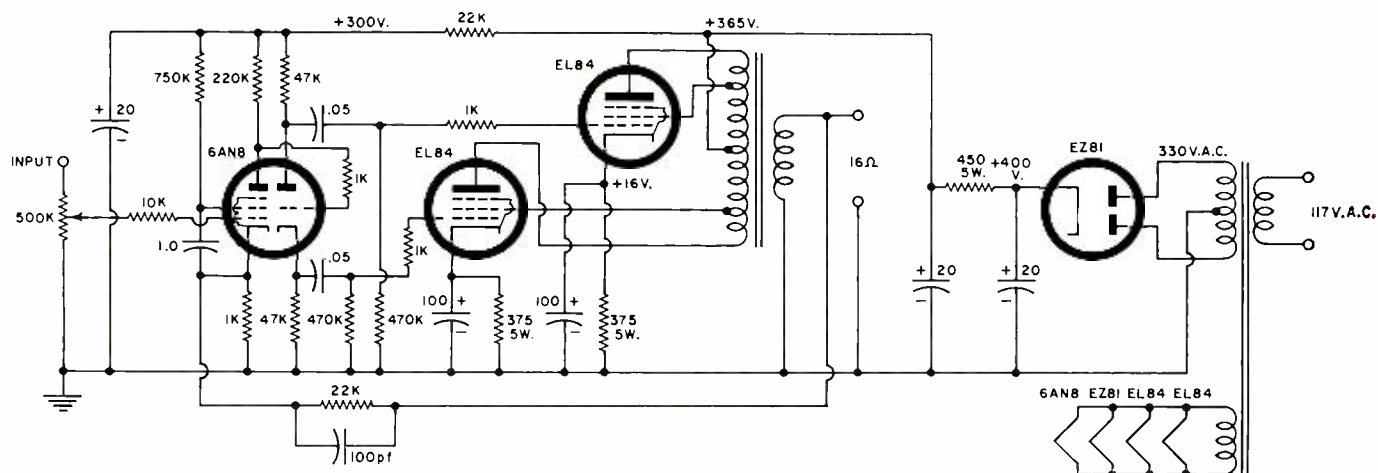 +300V.
22K
+365V.
EL84
750K
220K
47K
+ 20 −
.05
1K
EL84
INPUT
6AN8
1K
500K
10K
+16V.
16Ω
450
5W.
+400
V.
EZ81
330V.A.C.
117V.A.C.
1.0
.05
1K
1K
47K
470K
470K
100 + −
375
5W.
100 + −
375
5W.
+ 20 −
+ 20 −
22K
100pf
6AN8 EZ81 EL84 EL84